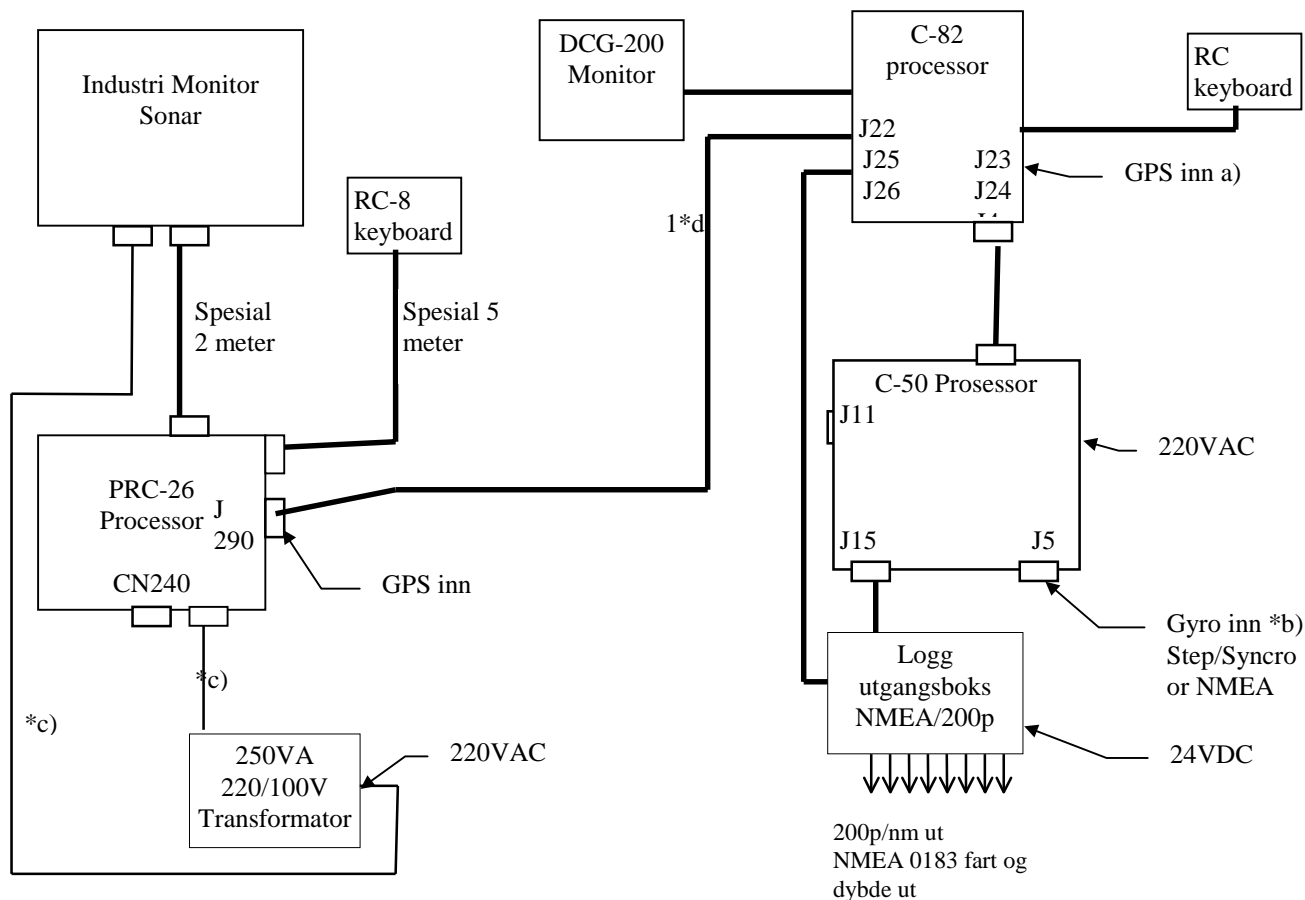 Industri Monitor
Sonar
DCG-200
Monitor
C-82
processor
RC
keyboard
J22
J25
J26
J23
J24
GPS inn a)
RC-8
keyboard
1*d
Spesial
2 meter
Spesial 5
meter
C-50 Prosessor
J11
220VAC
PRC-26
Processor
J
290
J15
J5
CN240
GPS inn
Gyro inn *b)
Step/Syncro
or NMEA
Logg
utgangsboks
NMEA/200p
*c)
*c)
250VA
220/100V
Transformator
220VAC
24VDC
200p/nm ut
NMEA 0183 fart og
dybde ut